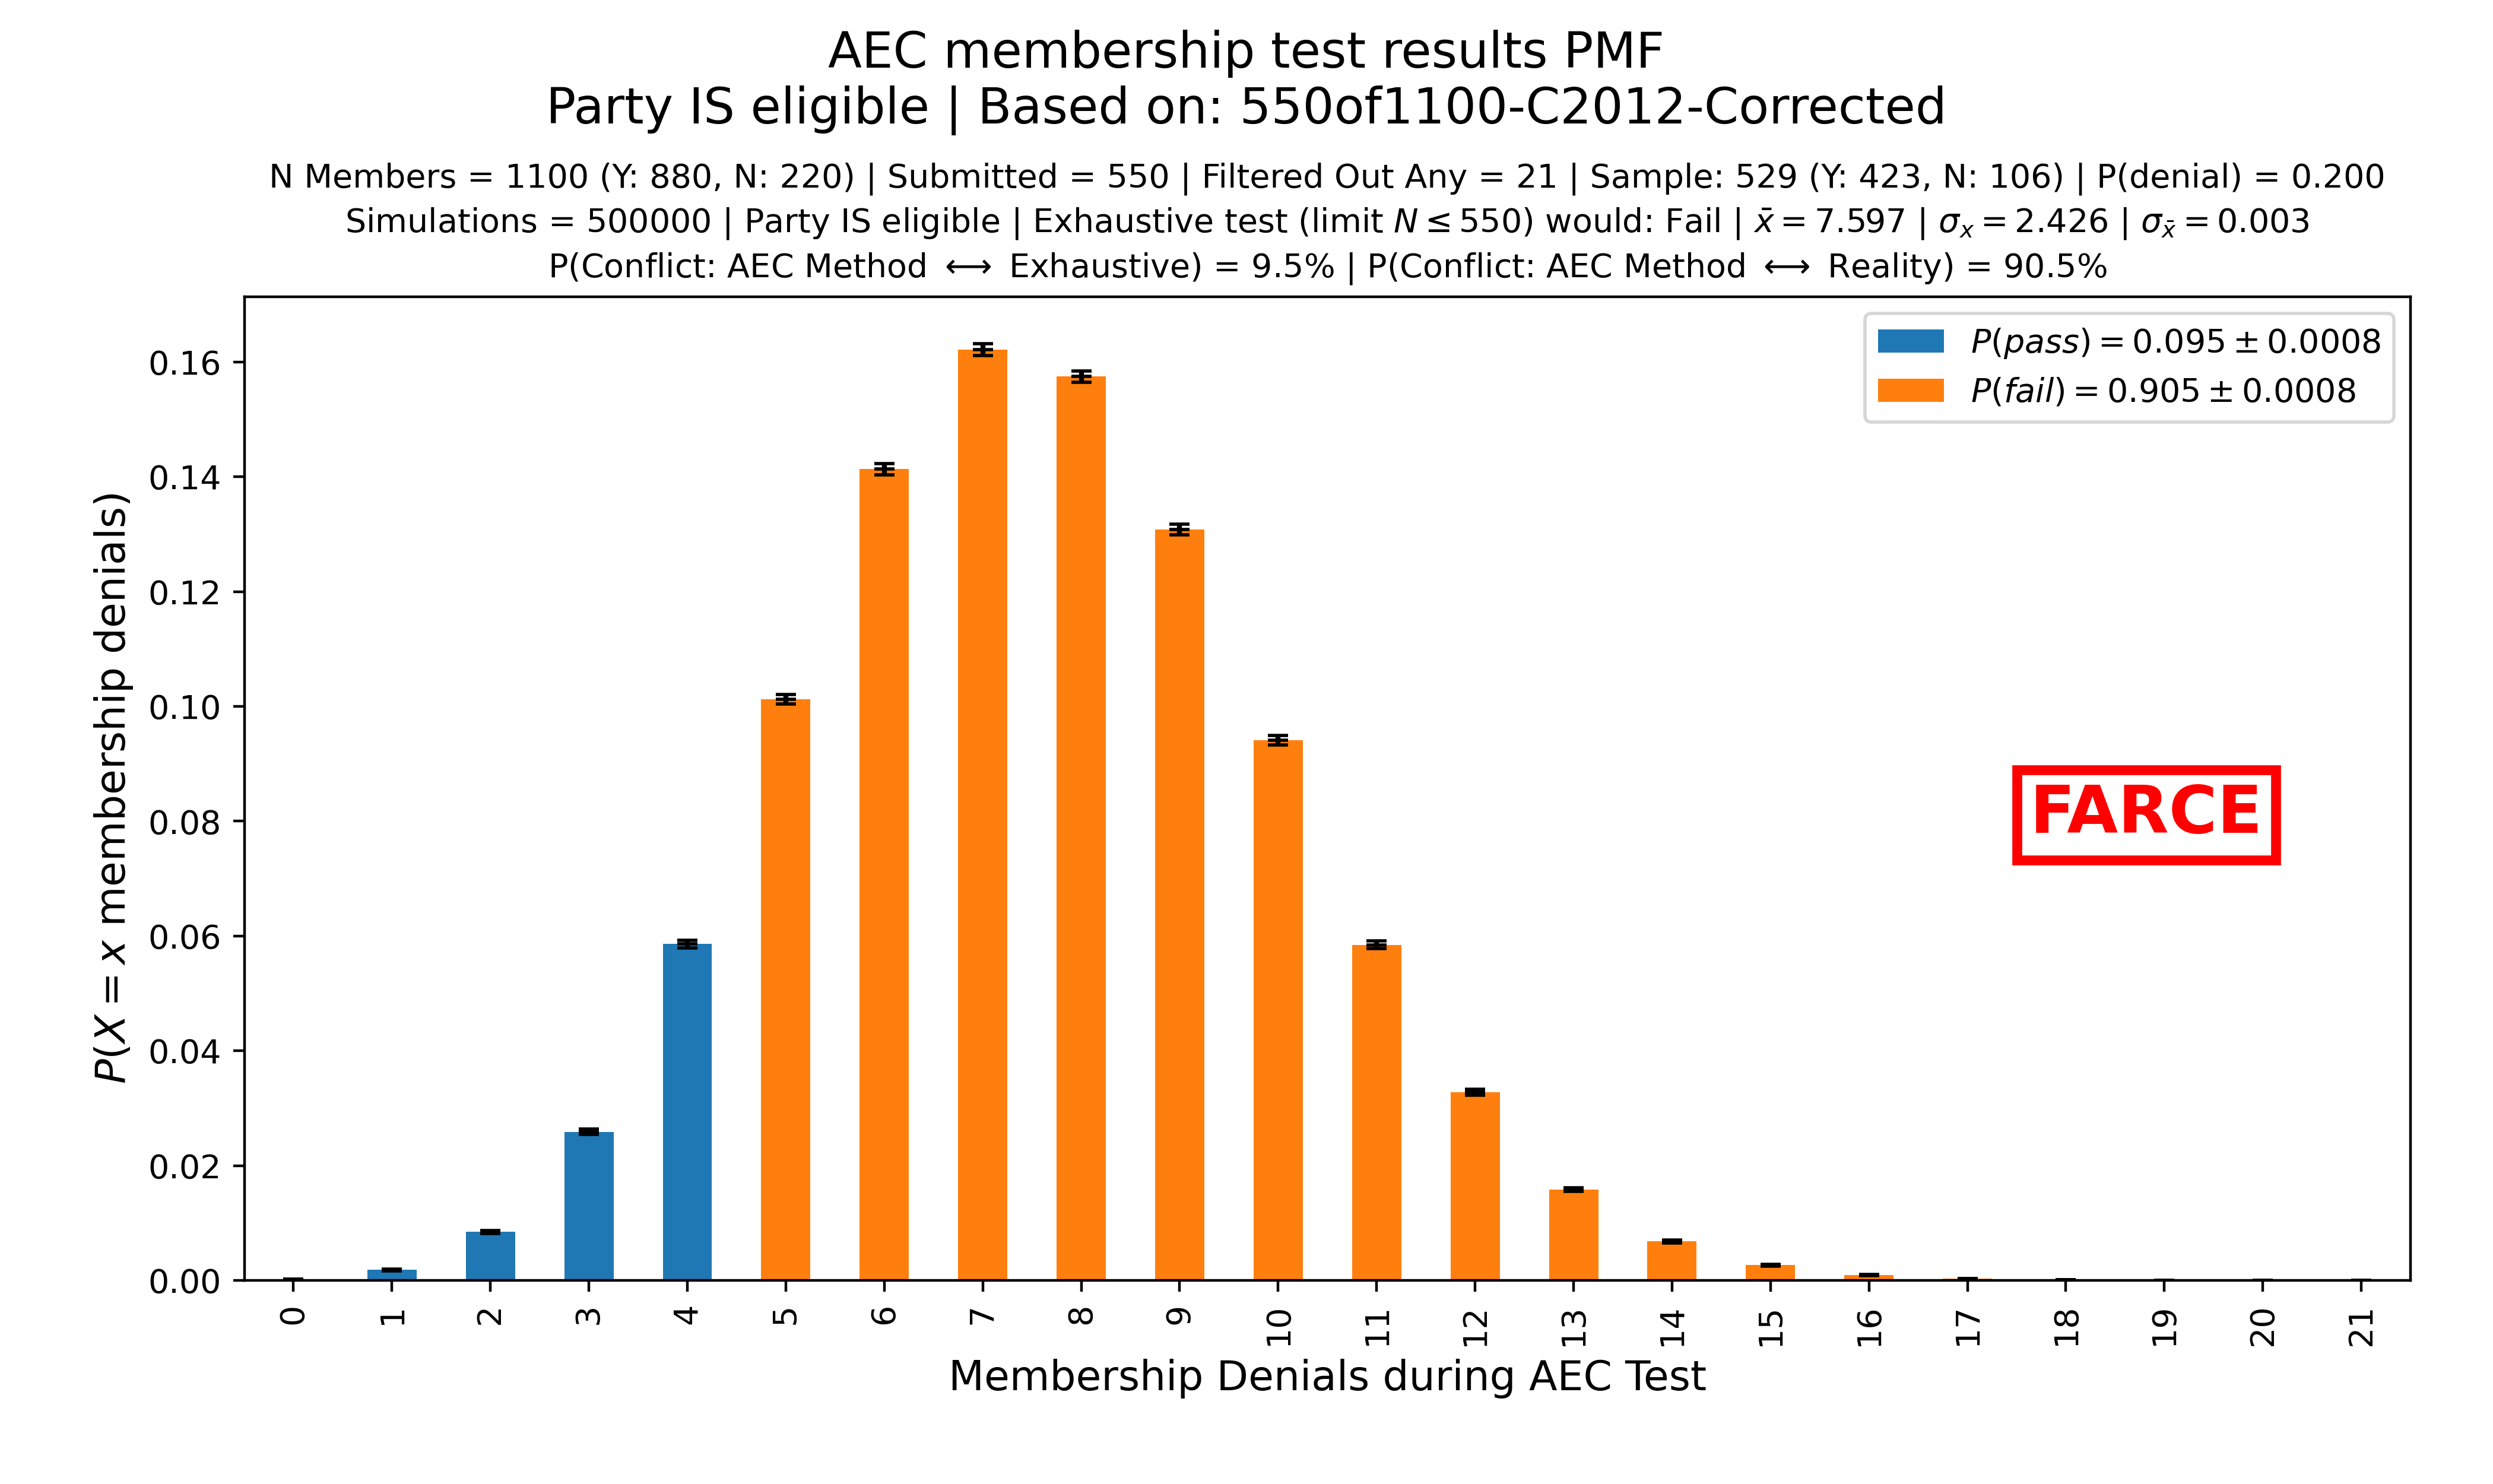 AEC membership test results PMF
Party IS eligible | Based on: 550of1100-C2012-Corrected
N Members = 1100 (Y: 880, N: 220) | Submitted = 550 | Filtered Out Any = 21 | Sample: 529 (Y: 423, N: 106) | P(denial) = 0.200
Simulations = 500000 | Party IS eligible | Exhaustive test (limit N ≤ 550) would: Fail | x̄ = 7.597 | σₓ = 2.426 | σ_x̄ = 0.003
P(Conflict: AEC Method ⟷ Exhaustive) = 9.5% | P(Conflict: AEC Method ⟷ Reality) = 90.5%
P(pass) = 0.095 ± 0.0008
P(fail) = 0.905 ± 0.0008
P(X = x membership denials)
0.16
0.14
0.12
0.10
0.08
0.06
0.04
0.02
0.00
FARCE
0 1 2 3 4 5 6 7 8 9 10 11 12 13 14 15 16 17 18 19 20 21
Membership Denials during AEC Test